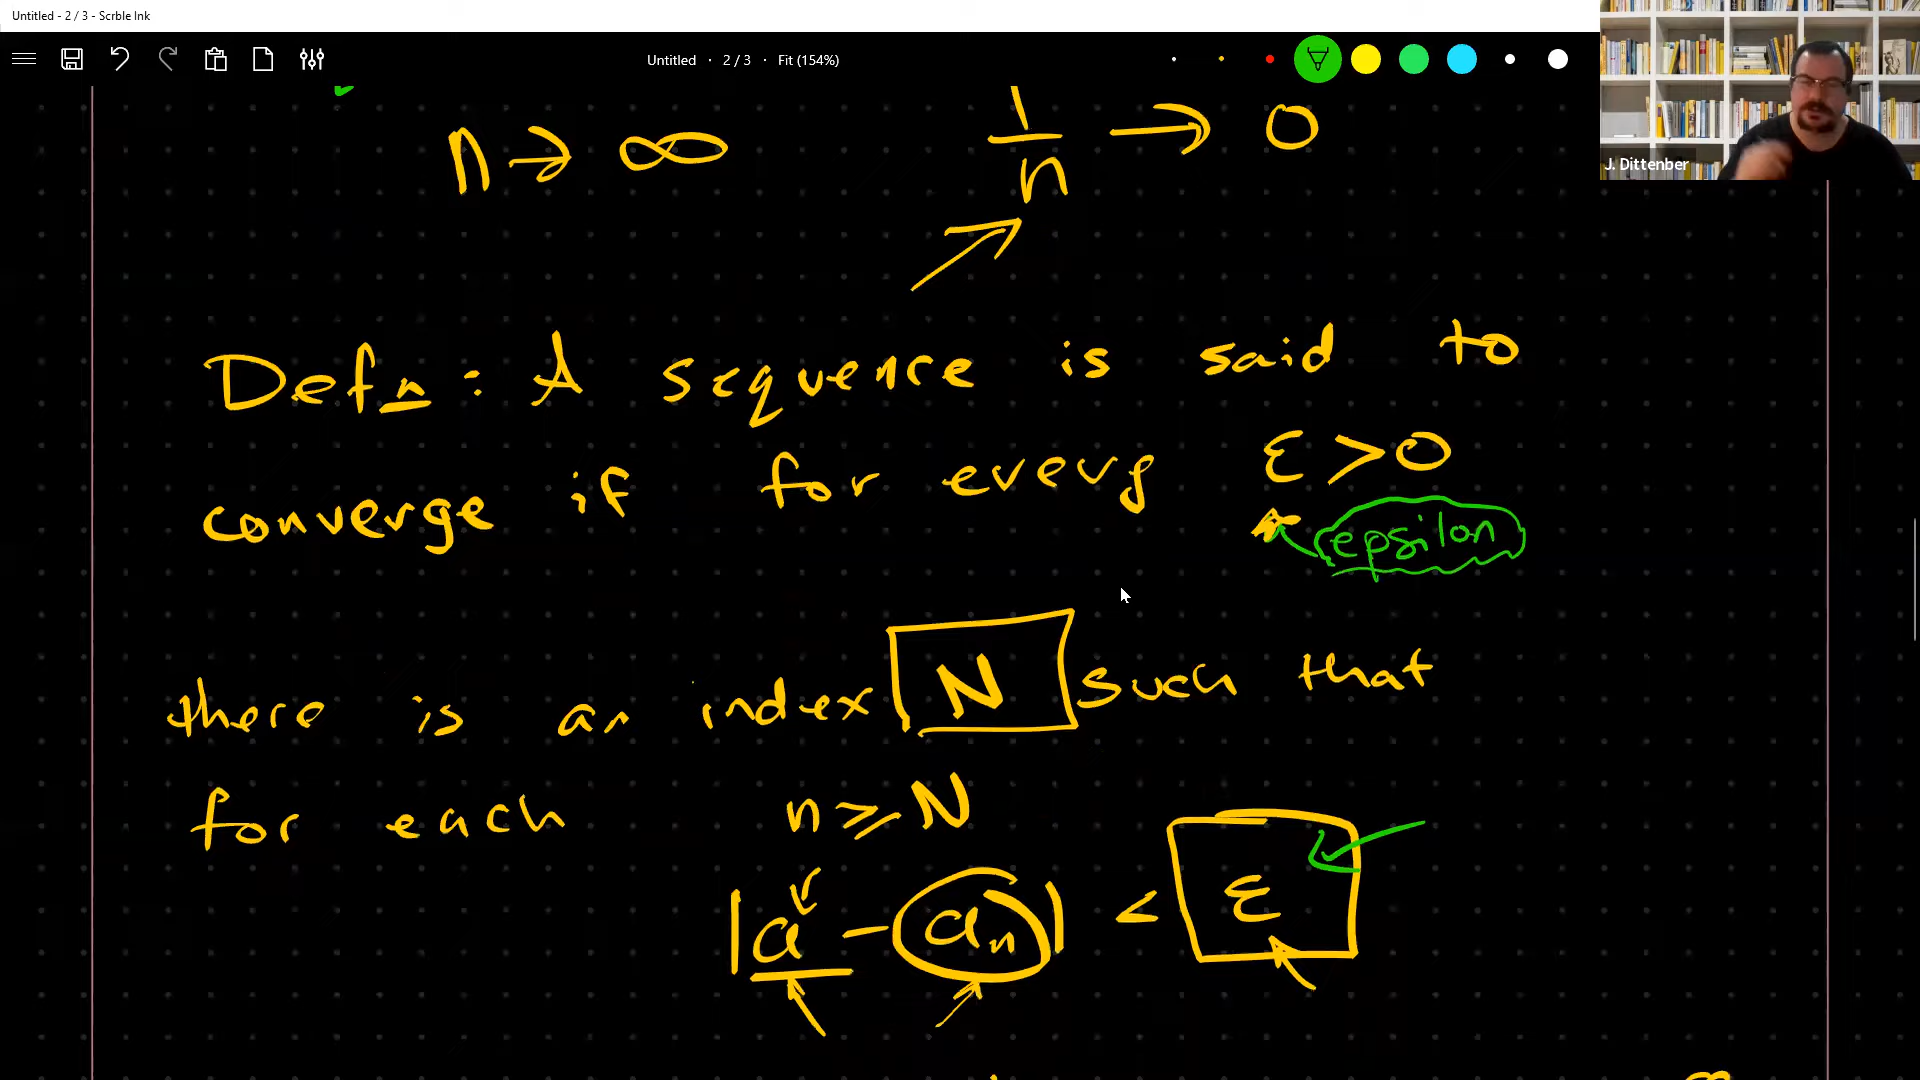 Untitled - 2 / 3 - Scrble Ink
Untitled · 2 / 3 · Fit (154%)
J. Dittenber
n → ∞
1/n → 0
Defn : A sequence is said to
converge if for every ε > 0
epsilon
there is an index N such that
for each n ≥ N
|a - aₙ| < ε